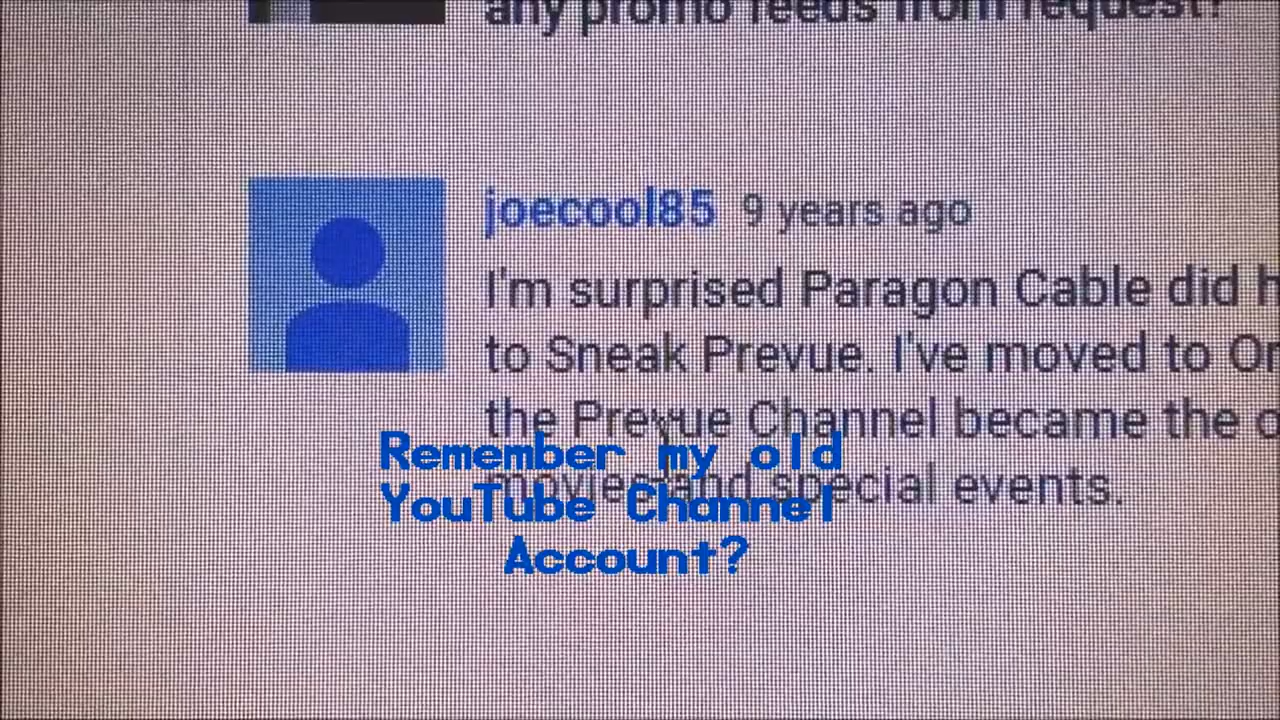 any promo feeds from request?
joecool85 9 years ago
I'm surprised Paragon Cable did
to Sneak Prevue. I've moved to
the Prevue Channel became the
movies and special events.
Remember my old
YouTube Channel
Account?